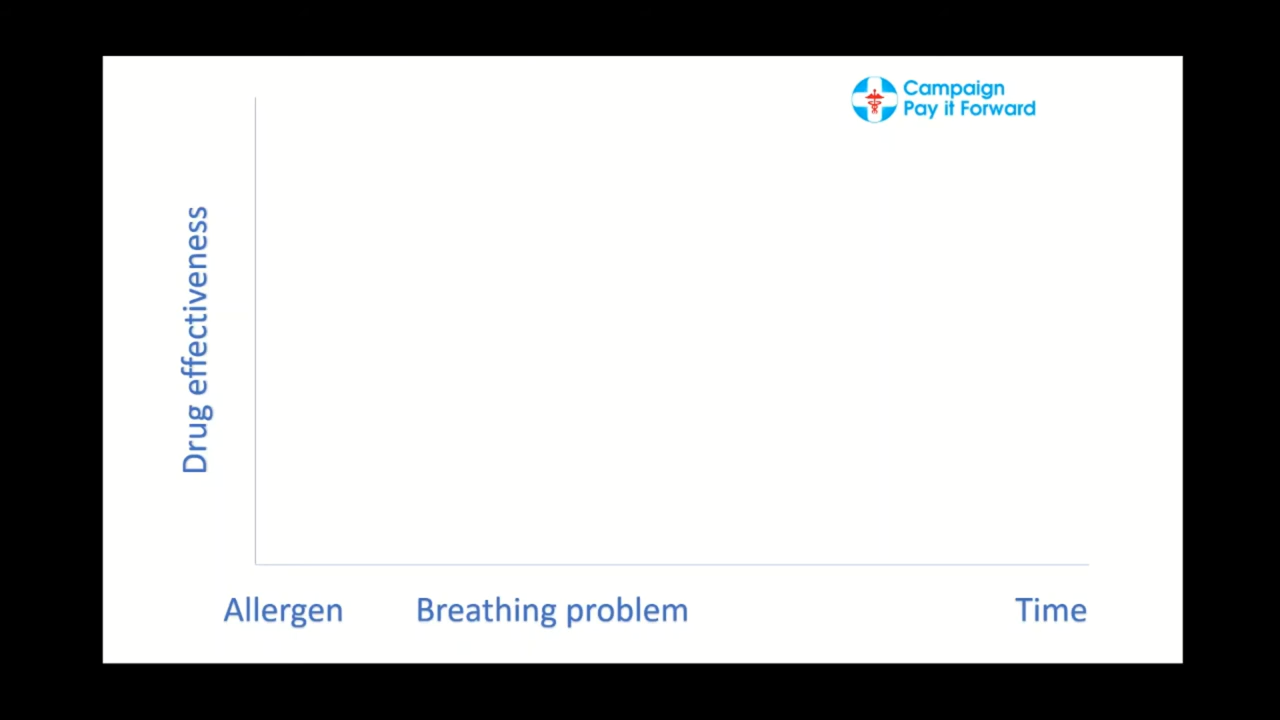 Campaign
Pay it Forward
Drug effectiveness
Allergen
Breathing problem
Time